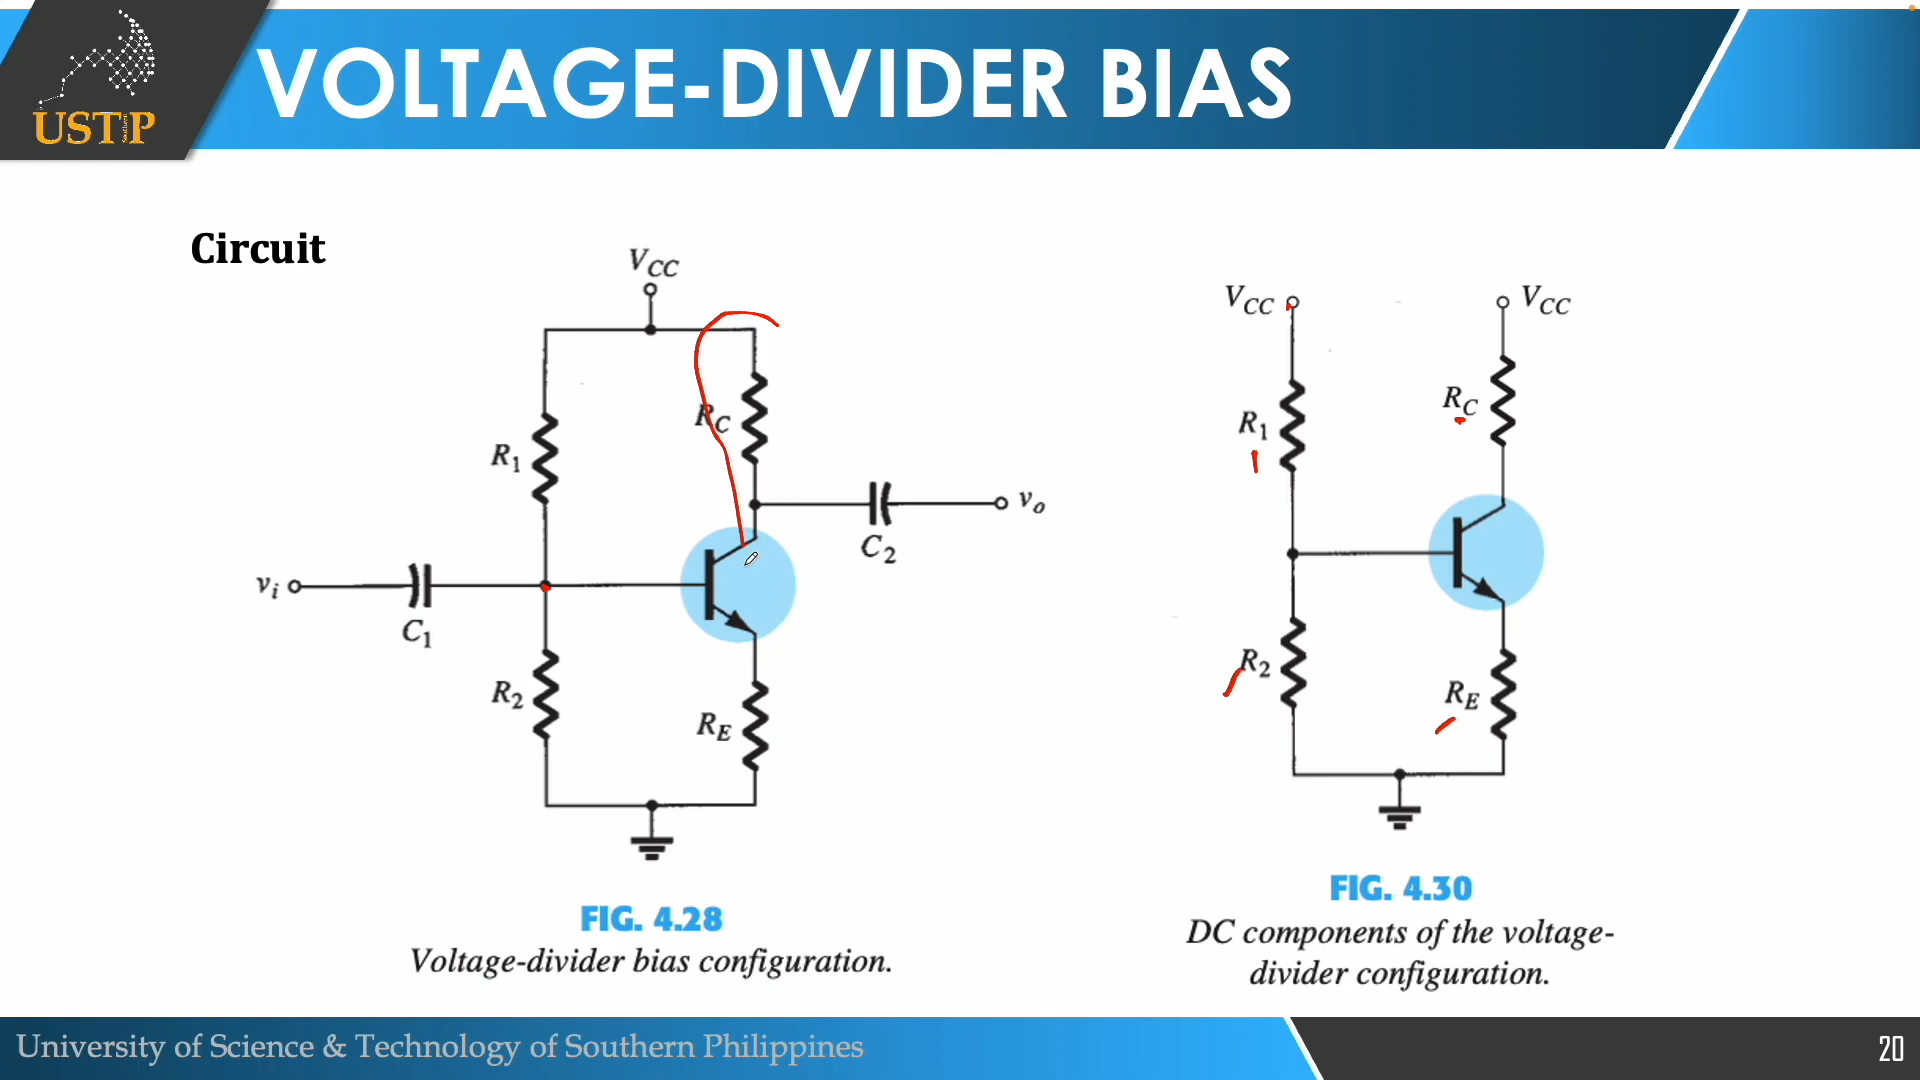 VOLTAGE-DIVIDER BIAS
USTP
Circuit
VCC
R1
RC
vo
C2
vi
C1
R2
RE
FIG. 4.28
Voltage-divider bias configuration.
VCC
VCC
R1
RC
R2
RE
FIG. 4.30
DC components of the voltage-
divider configuration.
University of Science & Technology of Southern Philippines
20